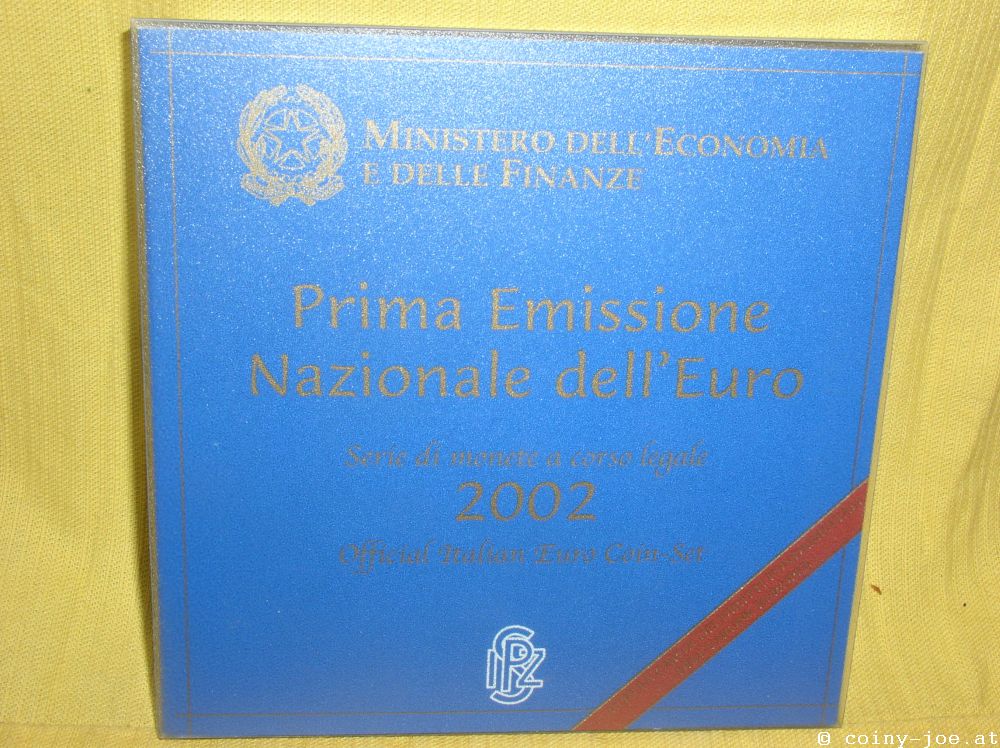 MINISTERO DELL'ECONOMIA
E DELLE FINANZE
Prima Emissione
Nazionale dell'Euro
Serie di monete a corso legale
2002
Official Italian Euro Coin-Set
IPZS
© coiny-joe.at